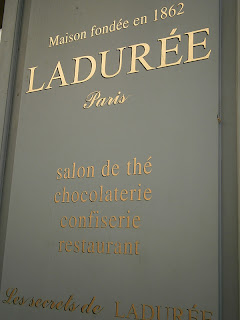 Maison fondée en 1862
LADURÉE
Paris
salon de thé
chocolaterie
confiserie
restaurant
Les secrets de LADURÉE